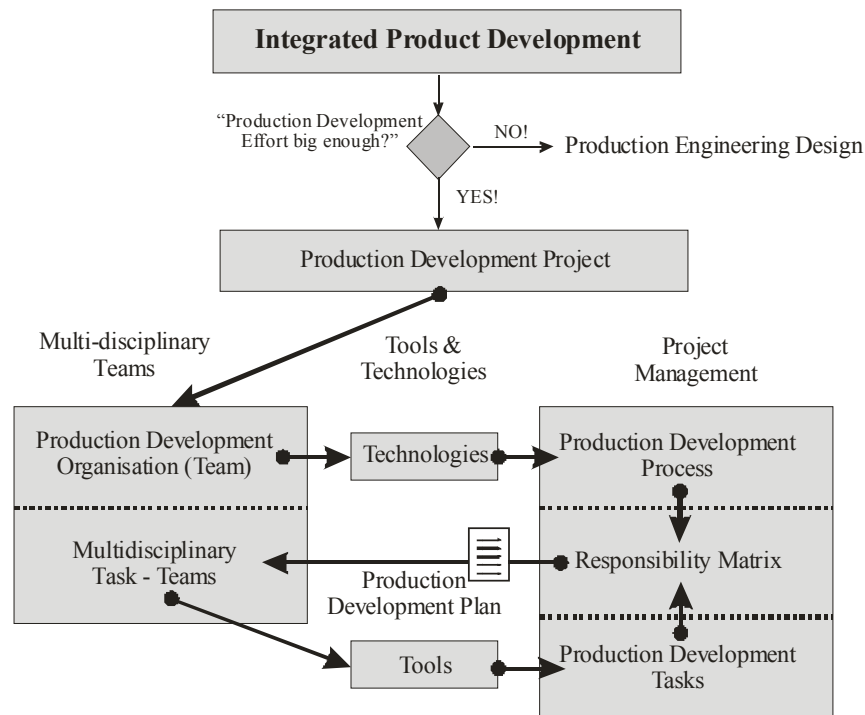 Integrated Product Development
“Production Development
Effort big enough?”
NO!
Production Engineering Design
YES!
Production Development Project
Multi-disciplinary
Teams
Tools &
Technologies
Project
Management
Production Development
Organisation (Team)
Technologies
Production Development
Process
Multidisciplinary
Task - Teams
Production
Development Plan
Responsibility Matrix
Tools
Production Development
Tasks